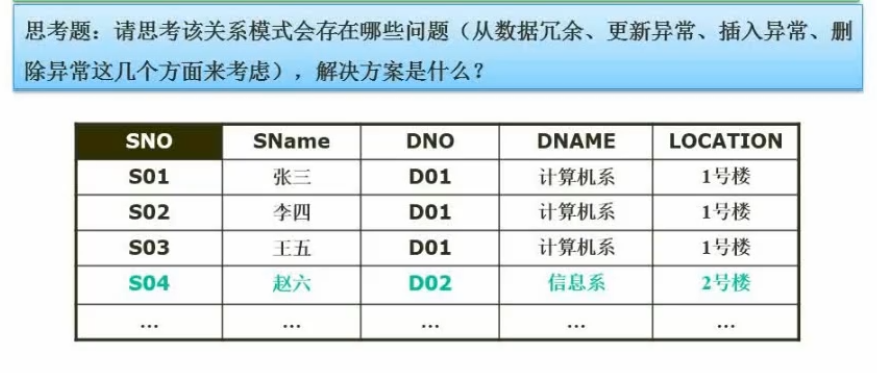 思考题：请思考该关系模式会存在哪些问题（从数据冗余、更新异常、插入异常、删
除异常这几个方面来考虑），解决方案是什么？
SNO SName DNO DNAME LOCATION
S01 张三 D01 计算机系 1号楼
S02 李四 D01 计算机系 1号楼
S03 王五 D01 计算机系 1号楼
S04 赵六 D02 信息系 2号楼
... ... ... ... ...